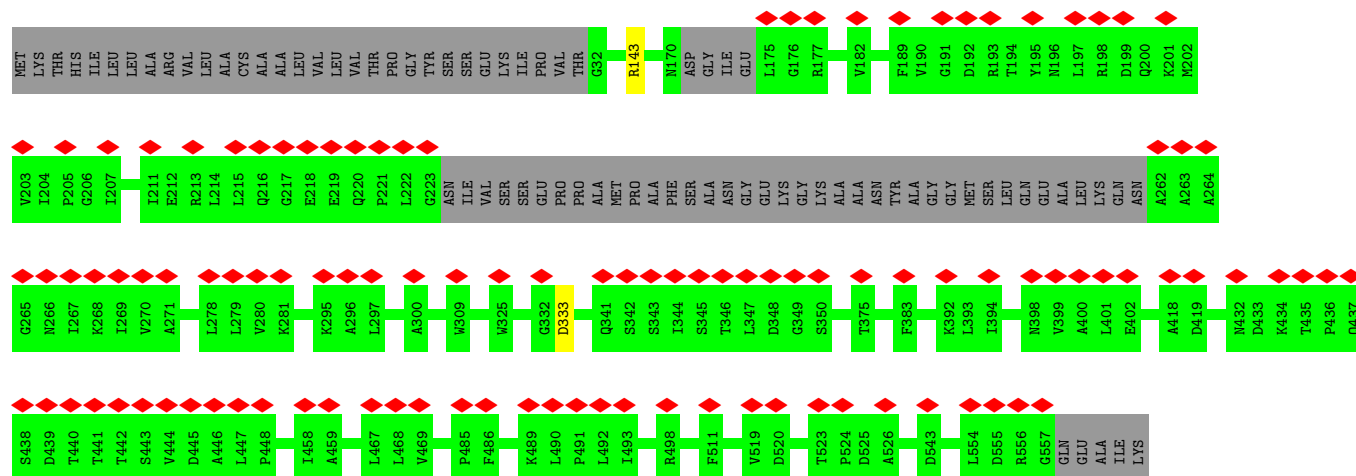 MET LYS THR HIS ILE LEU LEU ALA ARG VAL LEU ALA CYS ALA ALA LEU VAL LEU VAL THR PRO GLY TYR SER SER GLU LYS ILE PRO VAL THR G32 R143 N170 ASP GLY ILE GLU L175 G176 R177 V182 F189 V190 G191 D192 R193 T194 Y195 N196 L197 R198 D199 Q200 K201 M202
V203 I204 P205 G206 I207 I211 E212 R213 L214 L215 Q216 G217 E218 E219 Q220 P221 L222 G223 ASN ILE VAL SER SER GLU PRO PRO ALA MET PRO ALA PHE SER ALA ASN GLY GLU LYS GLY LYS ALA ALA ASN TYR ALA GLY GLY MET SER LEU GLN GLU ALA LEU LYS GLN ASN A262 A263 A264
G265 N266 I267 K268 I269 V270 A271 L278 L279 V280 K281 K295 A296 L297 A300 W309 W325 G332 D333 Q341 S342 S343 I344 S345 T346 L347 D348 G349 S350 T375 F383 K392 L393 I394 N398 V399 A400 L401 E402 A418 D419 N432 D433 K434 T435 P436 Q437
S438 D439 T440 T441 T442 S443 V444 D445 A446 L447 P448 I458 A459 L467 L468 V469 P485 F486 K489 L490 P491 L492 I493 R498 F511 V519 D520 T523 P524 D525 A526 D543 L554 D555 R556 G557 GLN GLU ALA ILE LYS